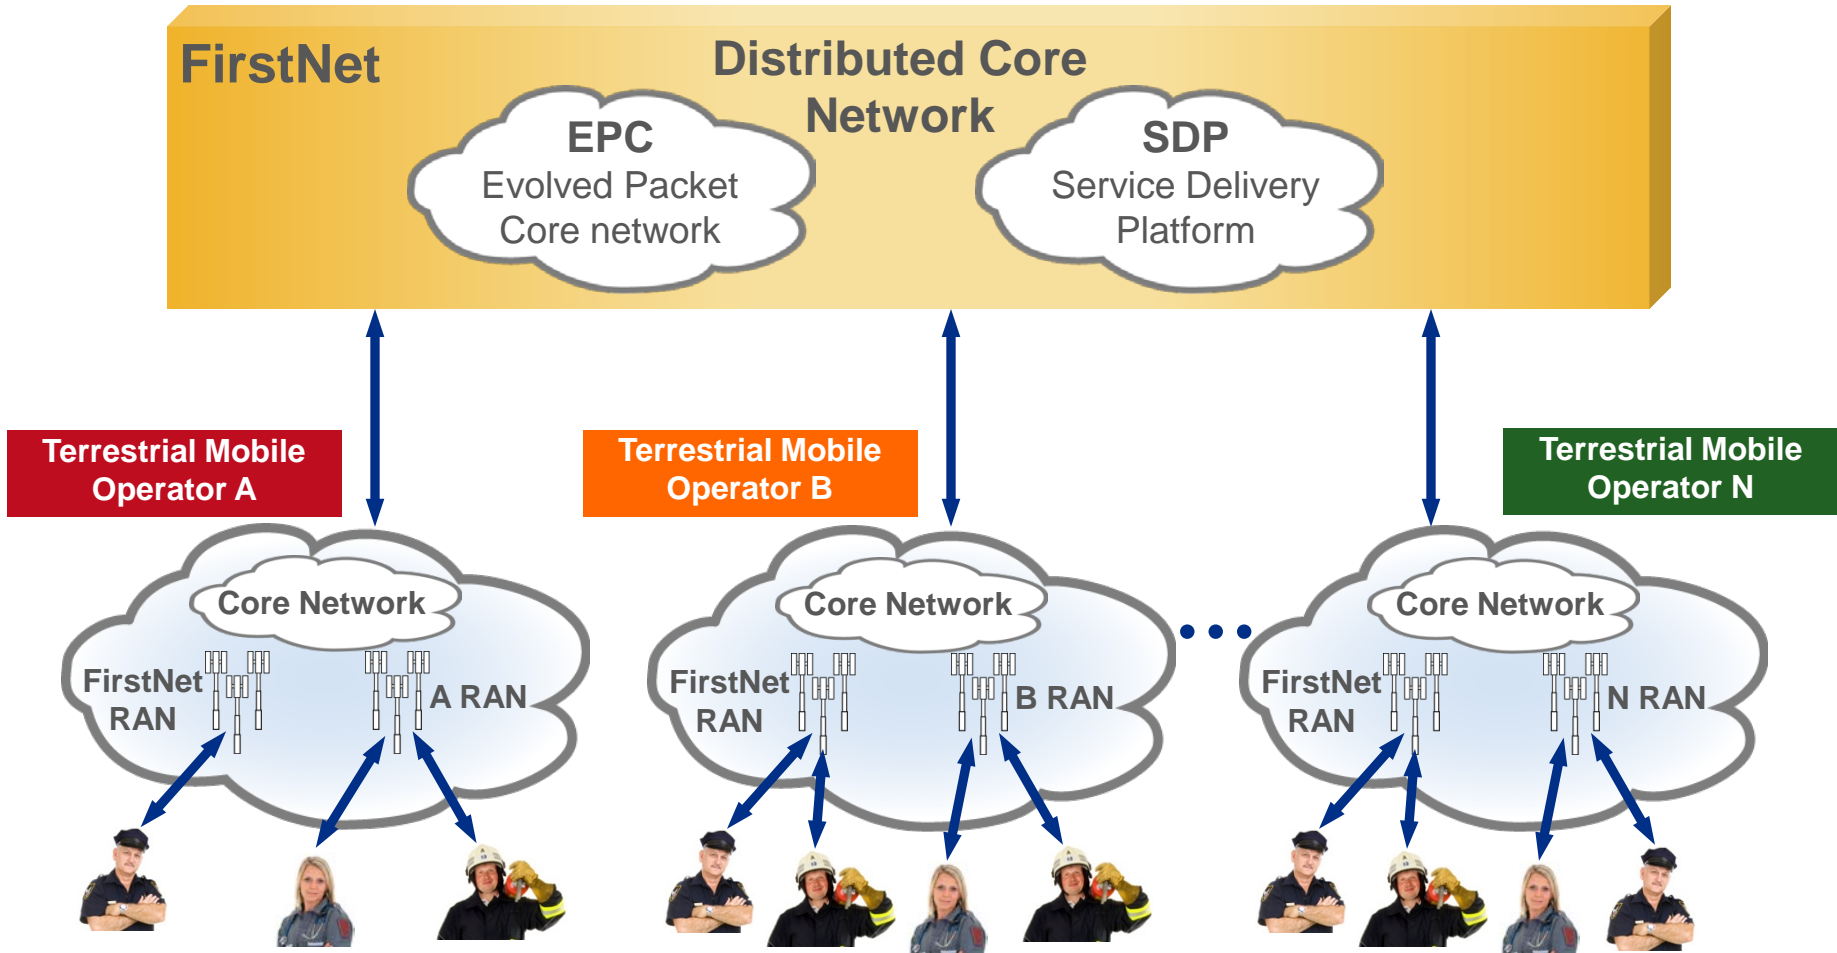 FirstNet
Distributed Core
Network
EPC
Evolved Packet
Core network
SDP
Service Delivery
Platform
Terrestrial Mobile
Operator A
Terrestrial Mobile
Operator B
Terrestrial Mobile
Operator N
Core Network
FirstNet
RAN
A RAN
Core Network
FirstNet
RAN
B RAN
Core Network
FirstNet
RAN
N RAN